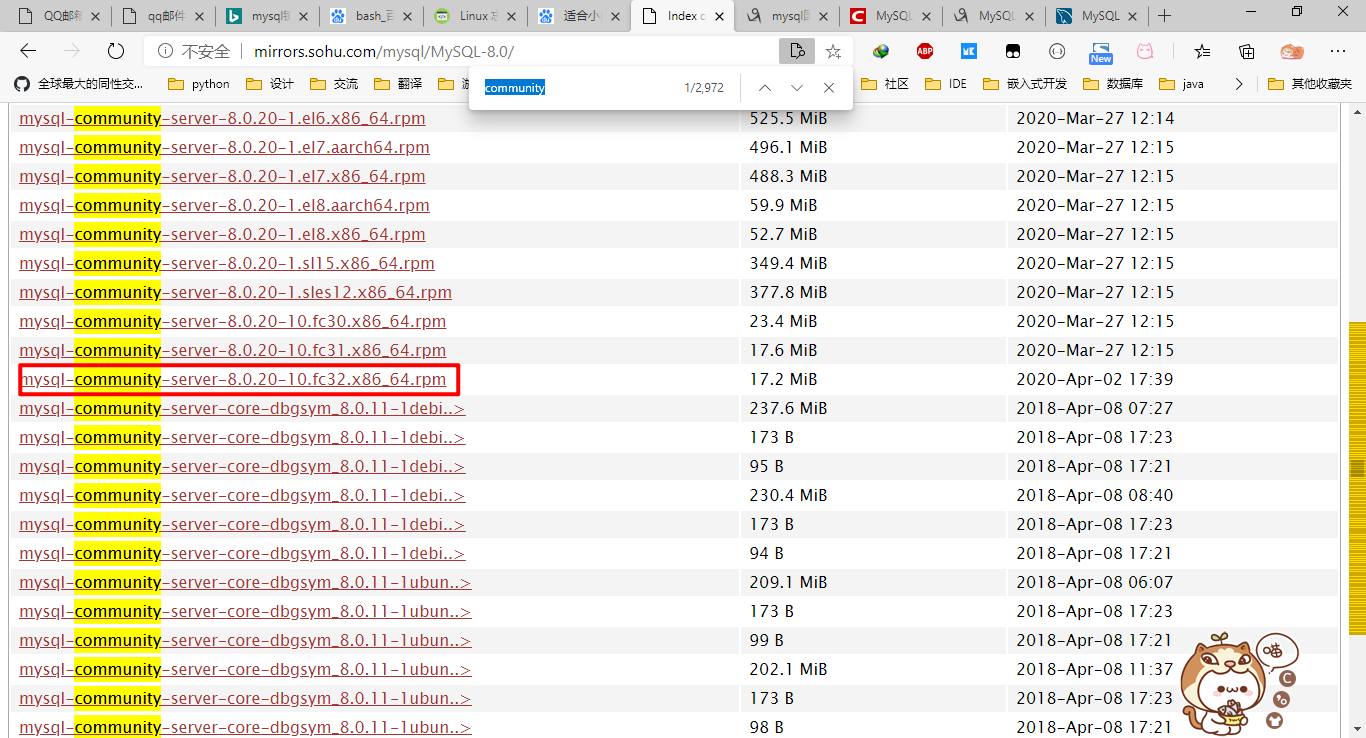 QQ邮
qq邮件
mysql
bash_百
Linux 忘
适合小
Index o
mysql
MySQL
MySQL
MySQL
不安全
mirrors.sohu.com/mysql/MySQL-8.0/
ABP
New
全球最大的同性交...
python
设计
交流
翻译
社区
IDE
嵌入式开发
数据库
java
其他收藏夹
community
1/2,972
mysql-community-server-8.0.20-1.el6.x86_64.rpm 525.5 MiB 2020-Mar-27 12:14
mysql-community-server-8.0.20-1.el7.aarch64.rpm 496.1 MiB 2020-Mar-27 12:15
mysql-community-server-8.0.20-1.el7.x86_64.rpm 488.3 MiB 2020-Mar-27 12:15
mysql-community-server-8.0.20-1.el8.aarch64.rpm 59.9 MiB 2020-Mar-27 12:15
mysql-community-server-8.0.20-1.el8.x86_64.rpm 52.7 MiB 2020-Mar-27 12:15
mysql-community-server-8.0.20-1.sl15.x86_64.rpm 349.4 MiB 2020-Mar-27 12:15
mysql-community-server-8.0.20-1.sles12.x86_64.rpm 377.8 MiB 2020-Mar-27 12:15
mysql-community-server-8.0.20-10.fc30.x86_64.rpm 23.4 MiB 2020-Mar-27 12:15
mysql-community-server-8.0.20-10.fc31.x86_64.rpm 17.6 MiB 2020-Mar-27 12:15
mysql-community-server-8.0.20-10.fc32.x86_64.rpm 17.2 MiB 2020-Apr-02 17:39
mysql-community-server-core-dbgsym_8.0.11-1debi..> 237.6 MiB 2018-Apr-08 07:27
mysql-community-server-core-dbgsym_8.0.11-1debi..> 173 B 2018-Apr-08 17:23
mysql-community-server-core-dbgsym_8.0.11-1debi..> 95 B 2018-Apr-08 17:21
mysql-community-server-core-dbgsym_8.0.11-1debi..> 230.4 MiB 2018-Apr-08 08:40
mysql-community-server-core-dbgsym_8.0.11-1debi..> 173 B 2018-Apr-08 17:23
mysql-community-server-core-dbgsym_8.0.11-1debi..> 94 B 2018-Apr-08 17:21
mysql-community-server-core-dbgsym_8.0.11-1ubun..> 209.1 MiB 2018-Apr-08 06:07
mysql-community-server-core-dbgsym_8.0.11-1ubun..> 173 B 2018-Apr-08 17:23
mysql-community-server-core-dbgsym_8.0.11-1ubun..> 99 B 2018-Apr-08 17:21
mysql-community-server-core-dbgsym_8.0.11-1ubun..> 202.1 MiB 2018-Apr-08 11:37
mysql-community-server-core-dbgsym_8.0.11-1ubun..> 173 B 2018-Apr-08 17:23
mysql-community-server-core-dbgsym_8.0.11-1ubun..> 98 B 2018-Apr-08 17:21
喵
C